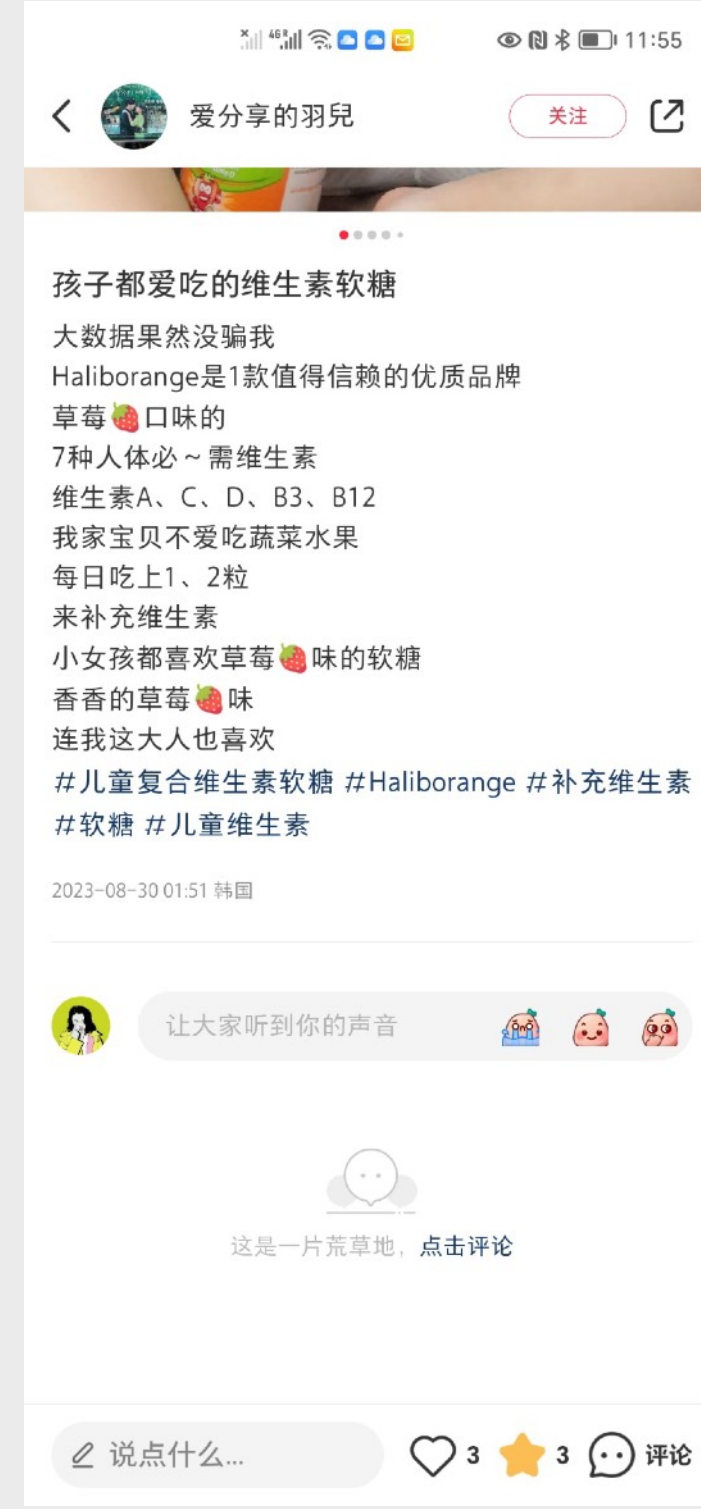 46R
11:55
爱分享的羽兒
关注
孩子都爱吃的维生素软糖
大数据果然没骗我
Haliborange是1款值得信赖的优质品牌
草莓🍓口味的
7种人体必～需维生素
维生素A、C、D、B3、B12
我家宝贝不爱吃蔬菜水果
每日吃上1、2粒
来补充维生素
小女孩都喜欢草莓🍓味的软糖
香香的草莓🍓味
连我这大人也喜欢
#儿童复合维生素软糖 #Haliborange #补充维生素
#软糖 #儿童维生素
2023-08-30 01:51 韩国
让大家听到你的声音
这是一片荒草地，点击评论
说点什么...
3
3
评论